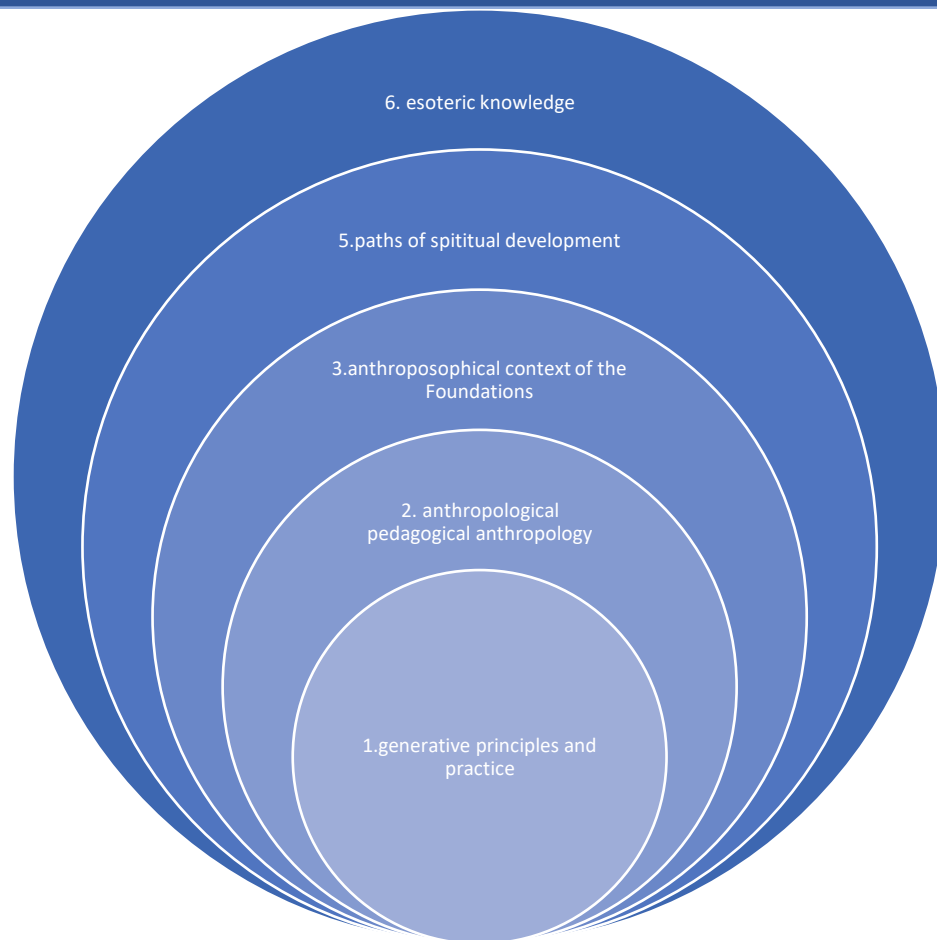 6. esoteric knowledge
5.paths of spititual development
3.anthroposophical context of the
Foundations
2. anthropological
pedagogical anthropology
1.generative principles and
practice